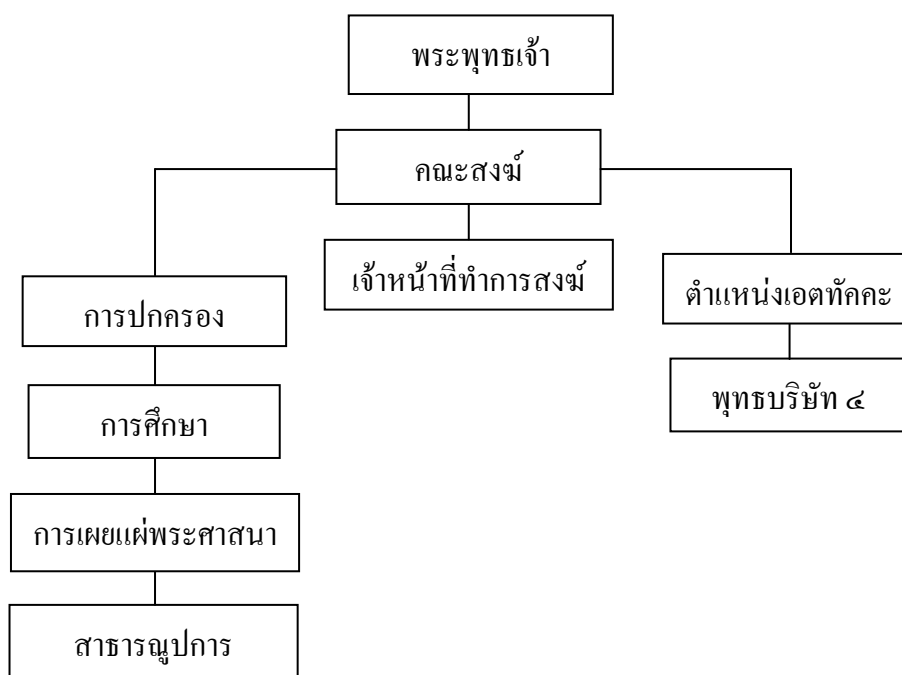 พระพุทธเจ้า
คณะสงฆ์
เจ้าหน้าที่ทำการสงฆ์
ตำแหน่งเอตทัคคะ
การปกครอง
พุทธบริษัท ๔
การศึกษา
การเผยแผ่พระศาสนา
สาธารณูปการ